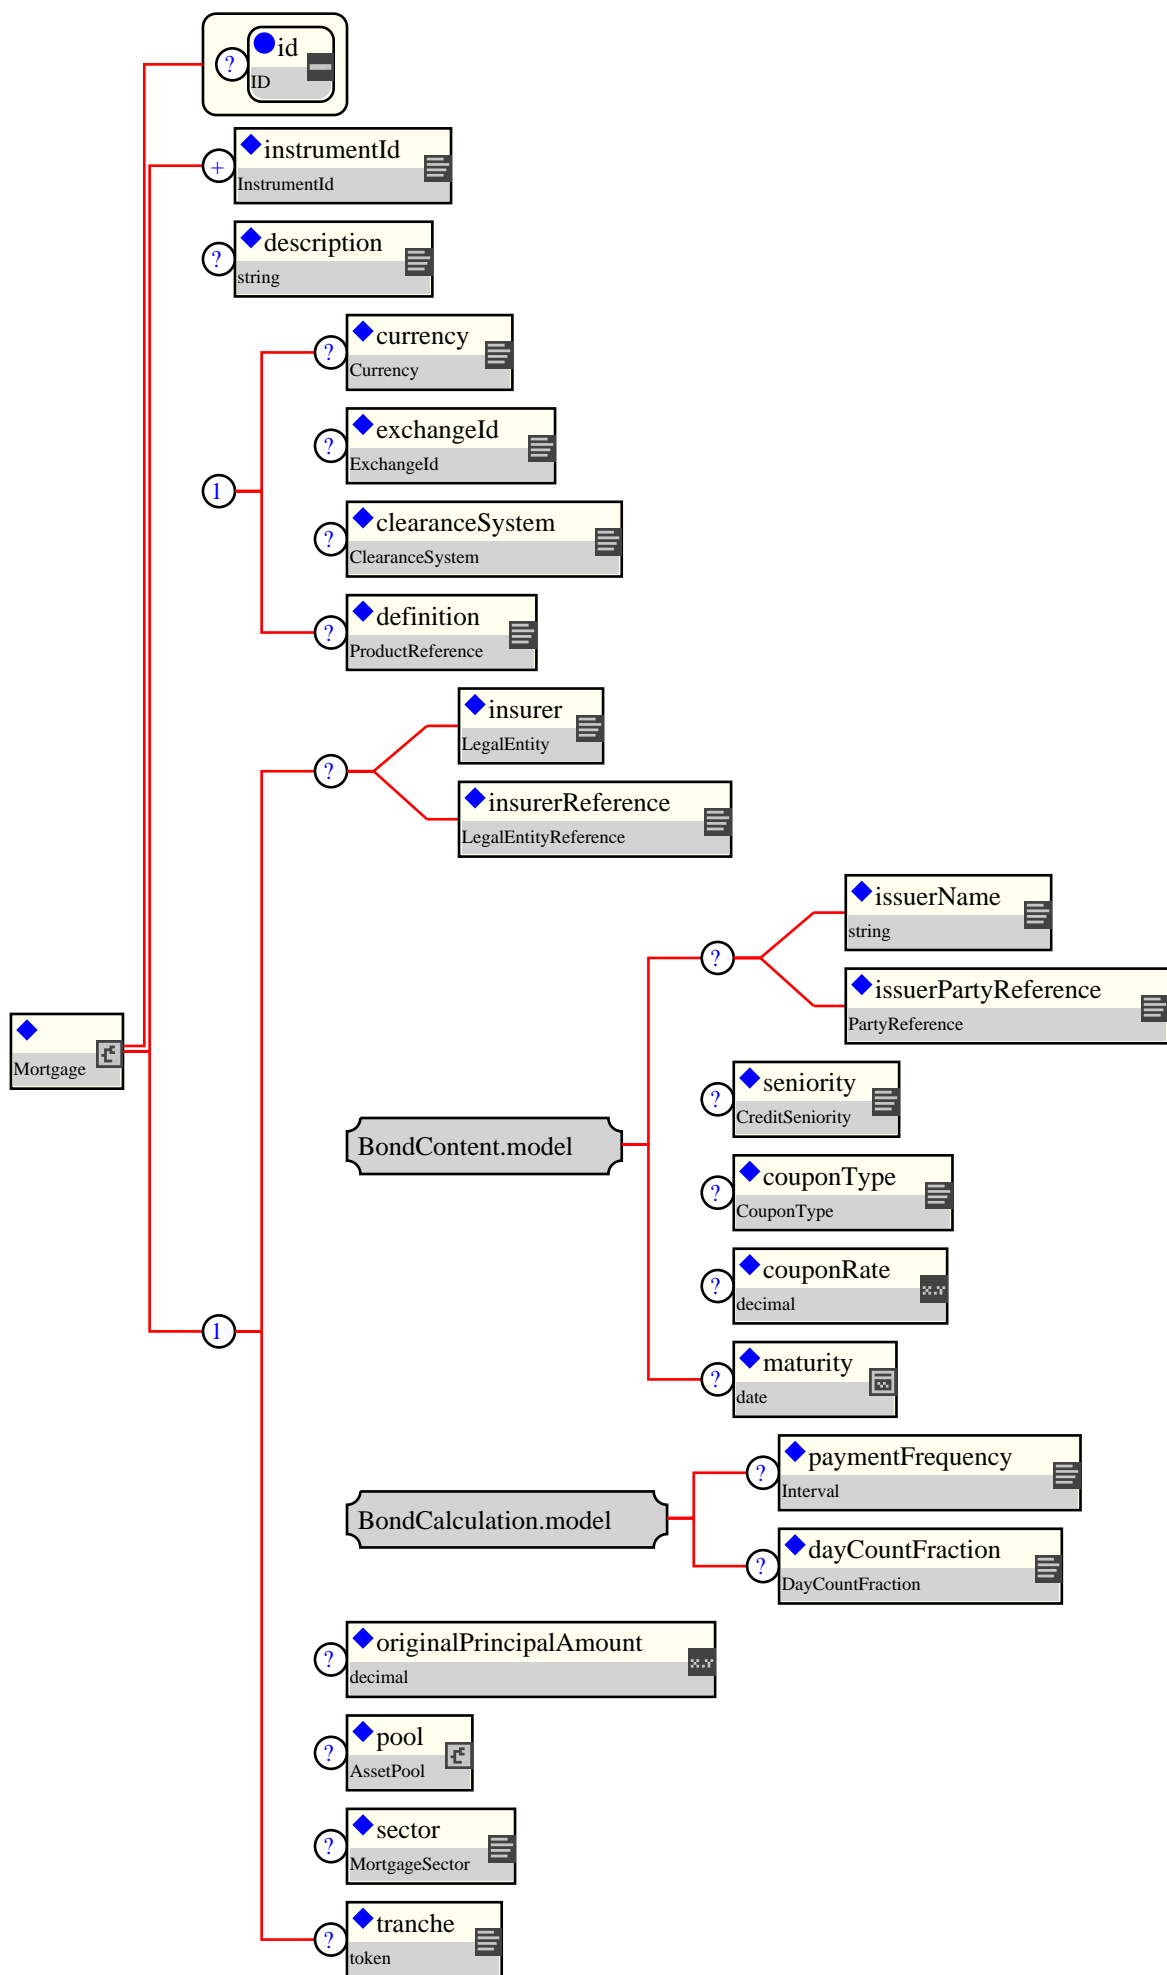 ?
id
ID
+
instrumentId
InstrumentId
?
description
string
?
currency
Currency
?
exchangeId
ExchangeId
1
?
clearanceSystem
ClearanceSystem
?
definition
ProductReference
?
insurer
LegalEntity
insurerReference
LegalEntityReference
?
issuerName
string
issuerPartyReference
PartyReference
Mortgage
?
seniority
CreditSeniority
BondContent.model
?
couponType
CouponType
?
couponRate
decimal
x.Y
1
?
maturity
date
?
paymentFrequency
Interval
BondCalculation.model
?
dayCountFraction
DayCountFraction
?
originalPrincipalAmount
decimal
x.Y
?
pool
AssetPool
?
sector
MortgageSector
?
tranche
token